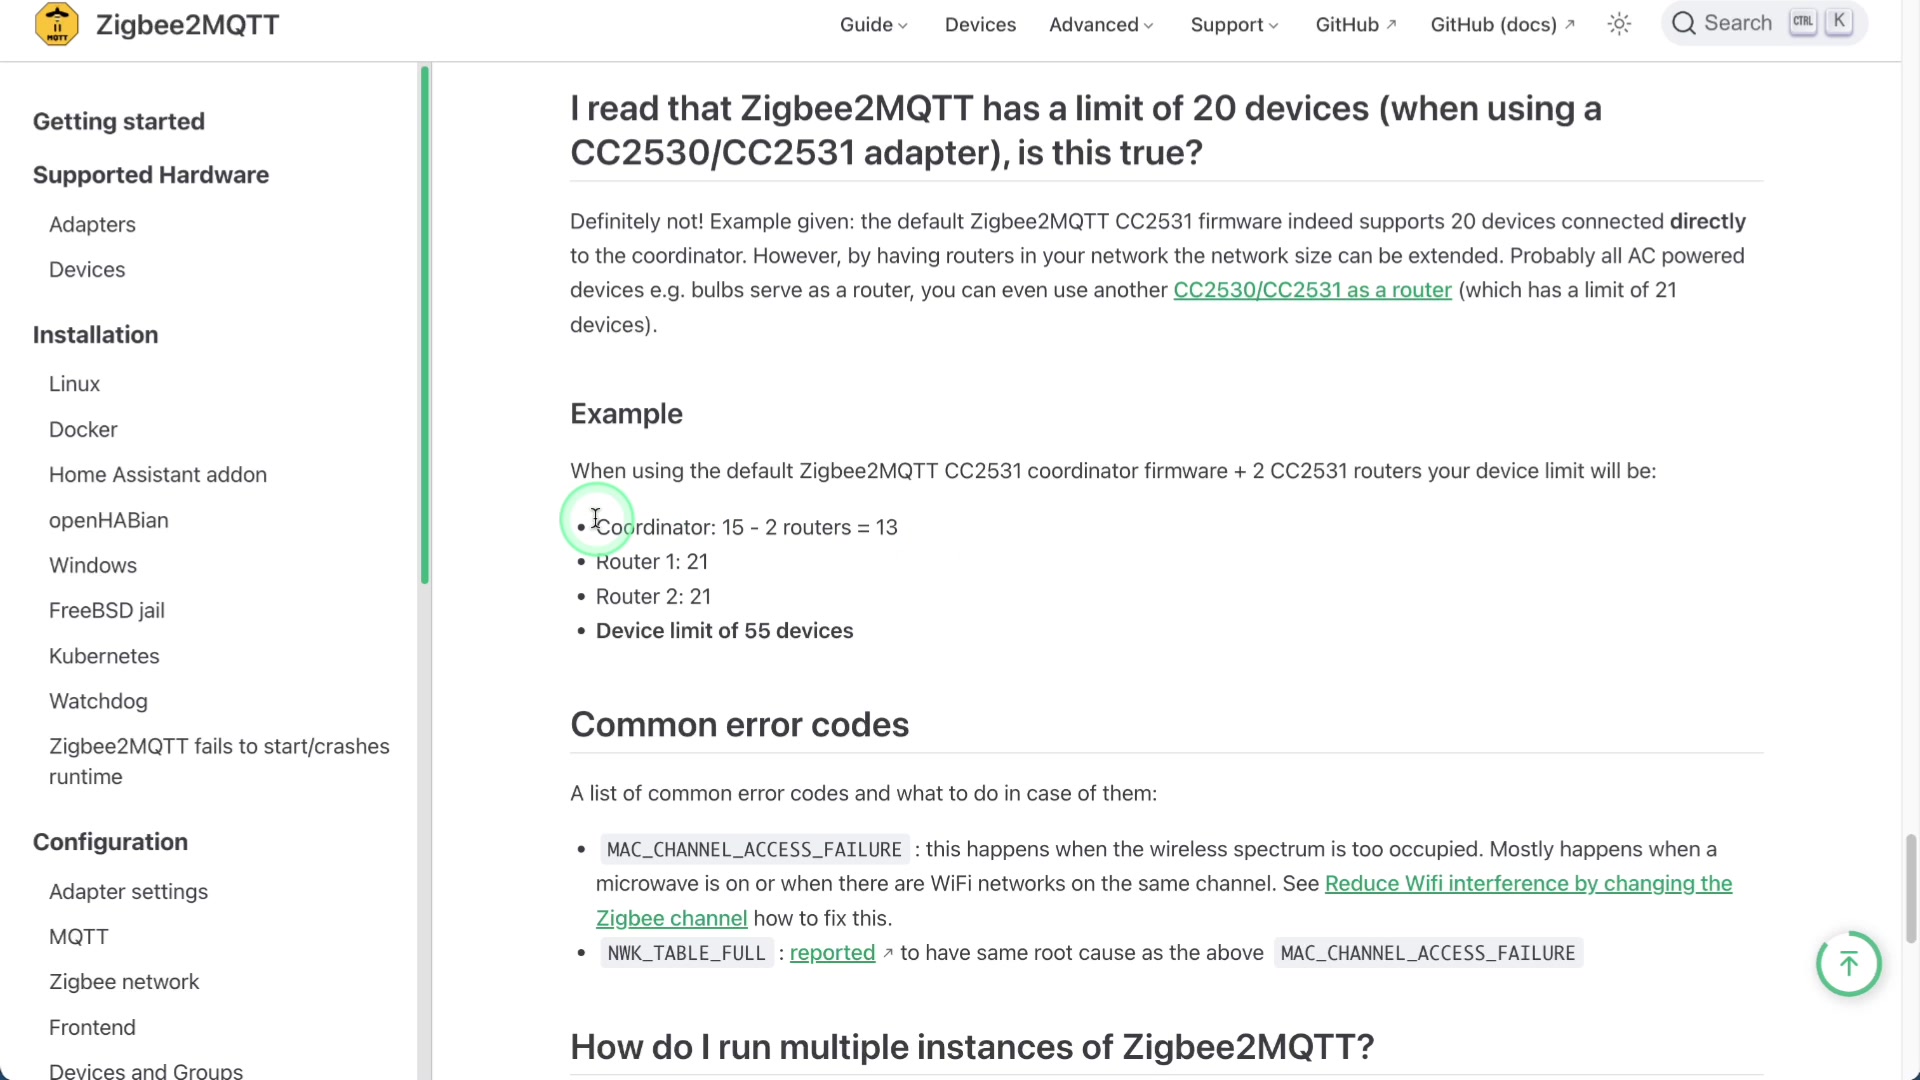 MQTT
Zigbee2MQTT
Guide
Devices
Advanced
Support
GitHub
GitHub (docs)
Search
CTRL
K
Getting started
Supported Hardware
Adapters
Devices
Installation
Linux
Docker
Home Assistant addon
openHABian
Windows
FreeBSD jail
Kubernetes
Watchdog
Zigbee2MQTT fails to start/crashes
runtime
Configuration
Adapter settings
MQTT
Zigbee network
Frontend
Devices and Groups
I read that Zigbee2MQTT has a limit of 20 devices (when using a
CC2530/CC2531 adapter), is this true?
Definitely not! Example given: the default Zigbee2MQTT CC2531 firmware indeed supports 20 devices connected directly
to the coordinator. However, by having routers in your network the network size can be extended. Probably all AC powered
devices e.g. bulbs serve as a router, you can even use another CC2530/CC2531 as a router (which has a limit of 21
devices).
Example
When using the default Zigbee2MQTT CC2531 coordinator firmware + 2 CC2531 routers your device limit will be:
• Coordinator: 15 - 2 routers = 13
• Router 1: 21
• Router 2: 21
• Device limit of 55 devices
Common error codes
A list of common error codes and what to do in case of them:
• MAC_CHANNEL_ACCESS_FAILURE : this happens when the wireless spectrum is too occupied. Mostly happens when a
microwave is on or when there are WiFi networks on the same channel. See Reduce Wifi interference by changing the
Zigbee channel how to fix this.
• NWK_TABLE_FULL : reported to have same root cause as the above MAC_CHANNEL_ACCESS_FAILURE
How do I run multiple instances of Zigbee2MQTT?